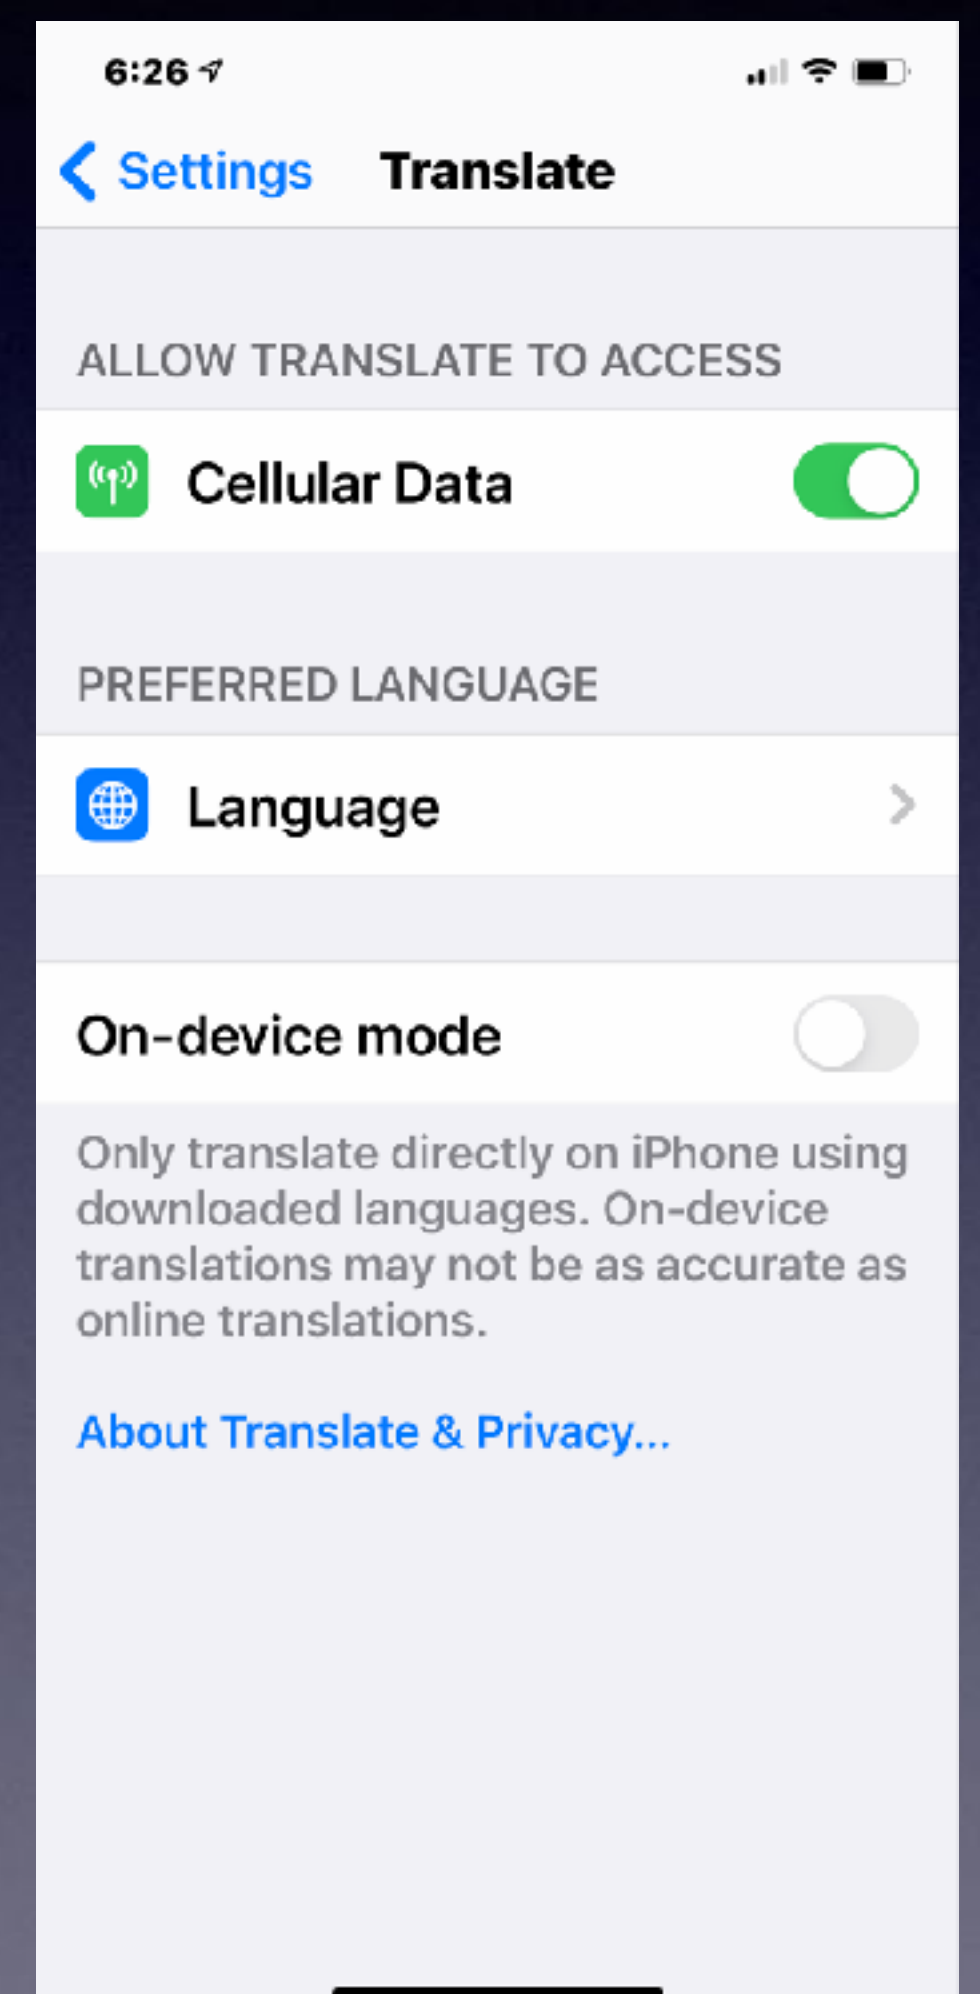 6:26
Settings
Translate
ALLOW TRANSLATE TO ACCESS
Cellular Data
PREFERRED LANGUAGE
Language
On-device mode
Only translate directly on iPhone using
downloaded languages. On-device
translations may not be as accurate as
online translations.
About Translate & Privacy...